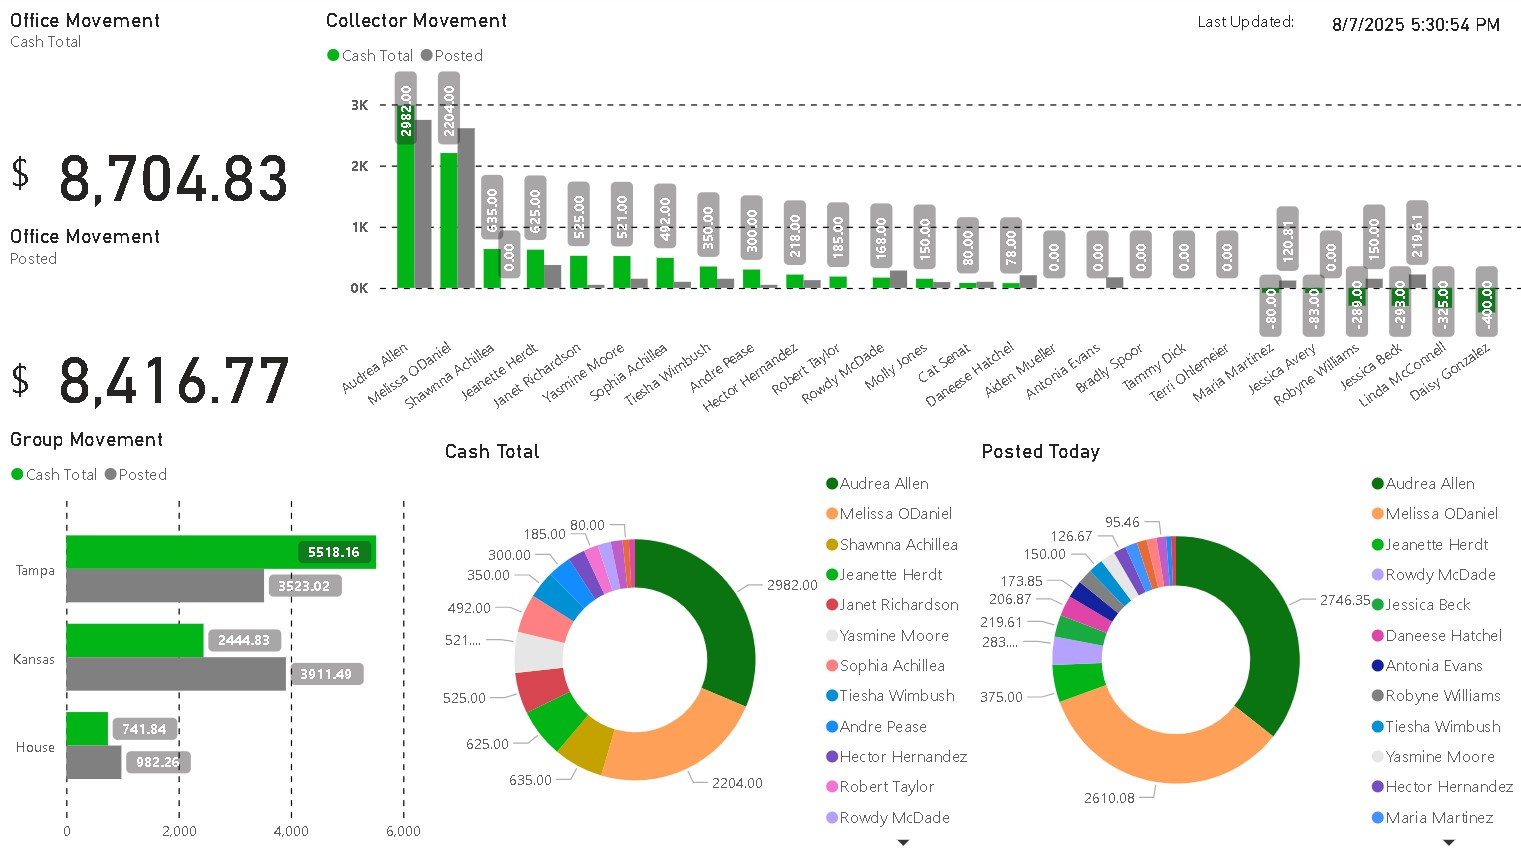 Office Movement
Cash Total
$ 8,704.83
Office Movement
Posted
$ 8,416.77
Collector Movement
Last Updated: 8/7/2025 5:30:54 PM
Cash Total Posted
3K
2K
1K
0K
2982.00
2204.00
635.00
0.00
625.00
525.00
521.00
492.00
350.00
300.00
218.00
185.00
168.00
150.00
80.00
78.00
0.00
0.00
0.00
0.00
0.00
-80.00
120.81
-83.00
0.00
-289.00
150.00
-293.00
219.61
-325.00
-400.00
Audrea Allen
Melissa ODaniel
Shawnna Achillea
Jeanette Herdt
Janet Richardson
Yasmine Moore
Sophia Achillea
Tiesha Wimbush
Andre Pease
Hector Hernandez
Robert Taylor
Rowdy McDade
Molly Jones
Cat Senat
Daneese Hatchel
Aiden Mueller
Antonia Evans
Bradly Spoor
Tammy Dick
Terri Ohlemeier
Maria Martinez
Jessica Avery
Robyne Williams
Jessica Beck
Linda McConnell
Daisy Gonzalez
Group Movement
Cash Total Posted
Tampa
5518.16
3523.02
Kansas
2444.83
3911.49
House
741.84
982.26
0 2,000 4,000 6,000
Cash Total
80.00
185.00
300.00
350.00
492.00
521....
525.00
625.00
635.00
2204.00
2982.00
Audrea Allen
Melissa ODaniel
Shawnna Achillea
Jeanette Herdt
Janet Richardson
Yasmine Moore
Sophia Achillea
Tiesha Wimbush
Andre Pease
Hector Hernandez
Robert Taylor
Rowdy McDade
Posted Today
95.46
126.67
150.00
173.85
206.87
219.61
283....
375.00
2610.08
2746.35
Audrea Allen
Melissa ODaniel
Jeanette Herdt
Rowdy McDade
Jessica Beck
Daneese Hatchel
Antonia Evans
Robyne Williams
Tiesha Wimbush
Yasmine Moore
Hector Hernandez
Maria Martinez